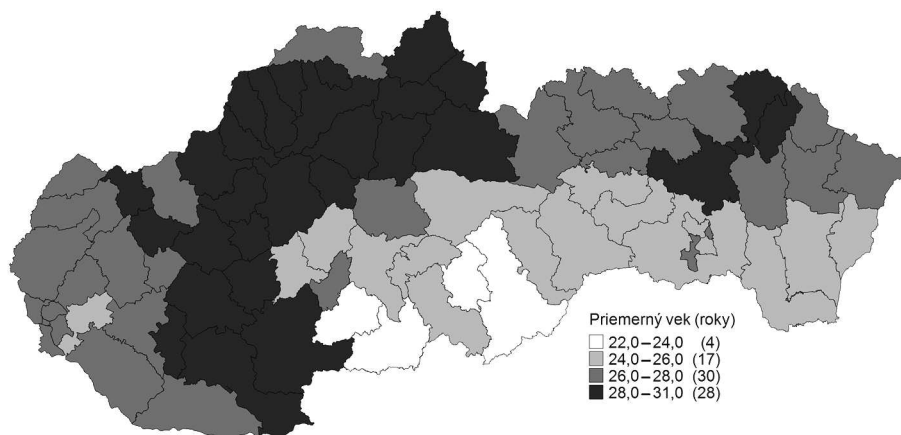 Priemerný vek (roky)
22,0–24,0 (4)
24,0–26,0 (17)
26,0–28,0 (30)
28,0–31,0 (28)